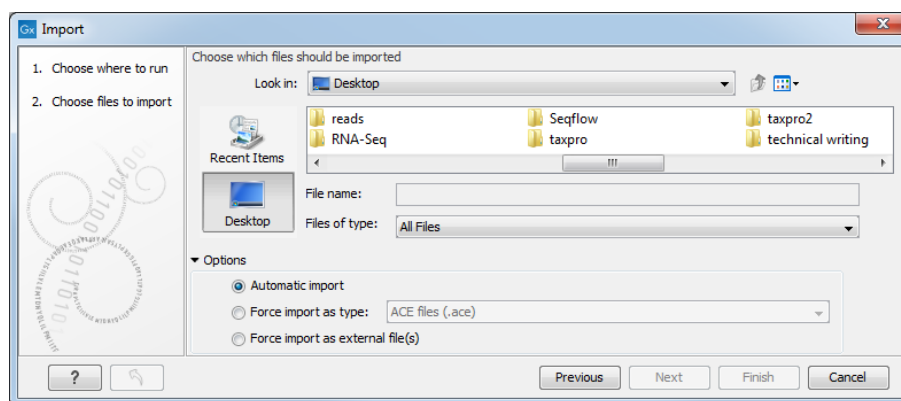 Gx Import
1. Choose where to run
2. Choose files to import
Choose which files should be imported
Look in: Desktop
Recent Items
Desktop
reads Seqflow taxpro2
RNA-Seq taxpro technical writing
File name:
Files of type: All Files
Options
Automatic import
Force import as type: ACE files (.ace)
Force import as external file(s)
? Previous Next Finish Cancel